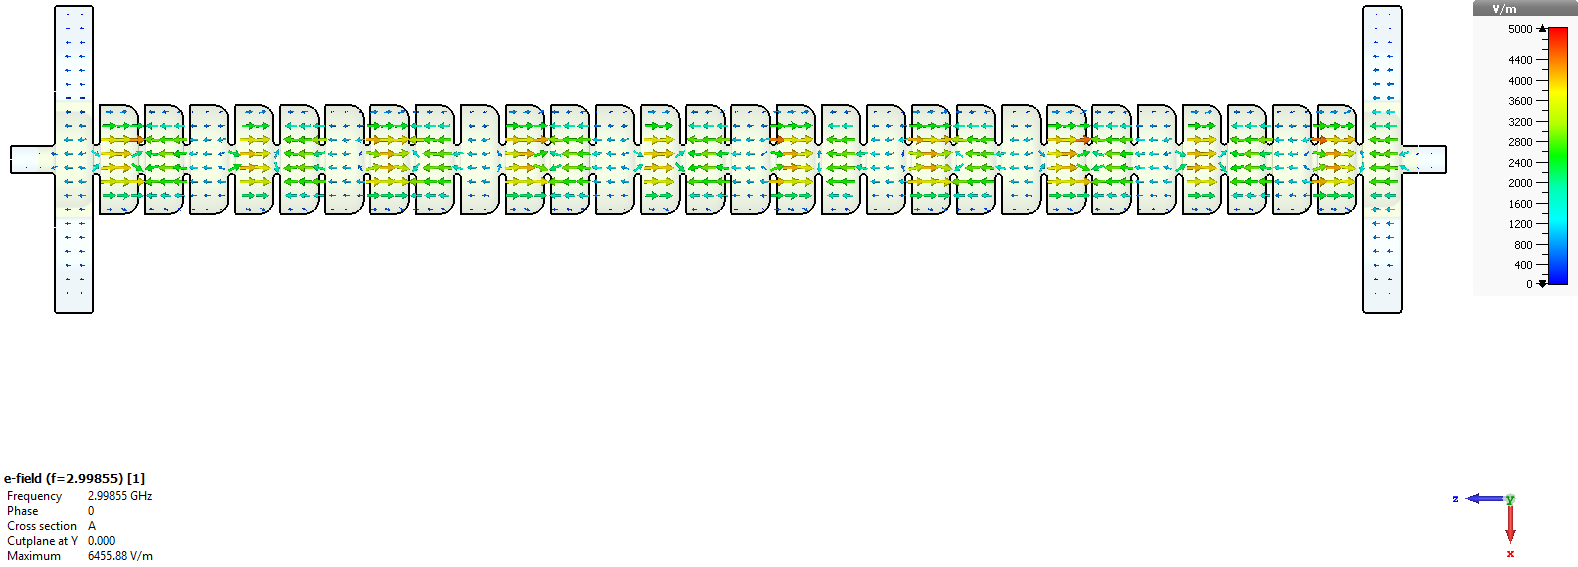 V/m
5000
4400
4000
3600
3200
2800
2400
2000
1600
1200
800
400
0
e-field (f=2.99855) [1]
Frequency 2.99855 GHz
Phase 0
Cross section A
Cutplane at Y 0.000
Maximum 6455.88 V/m
z y
x